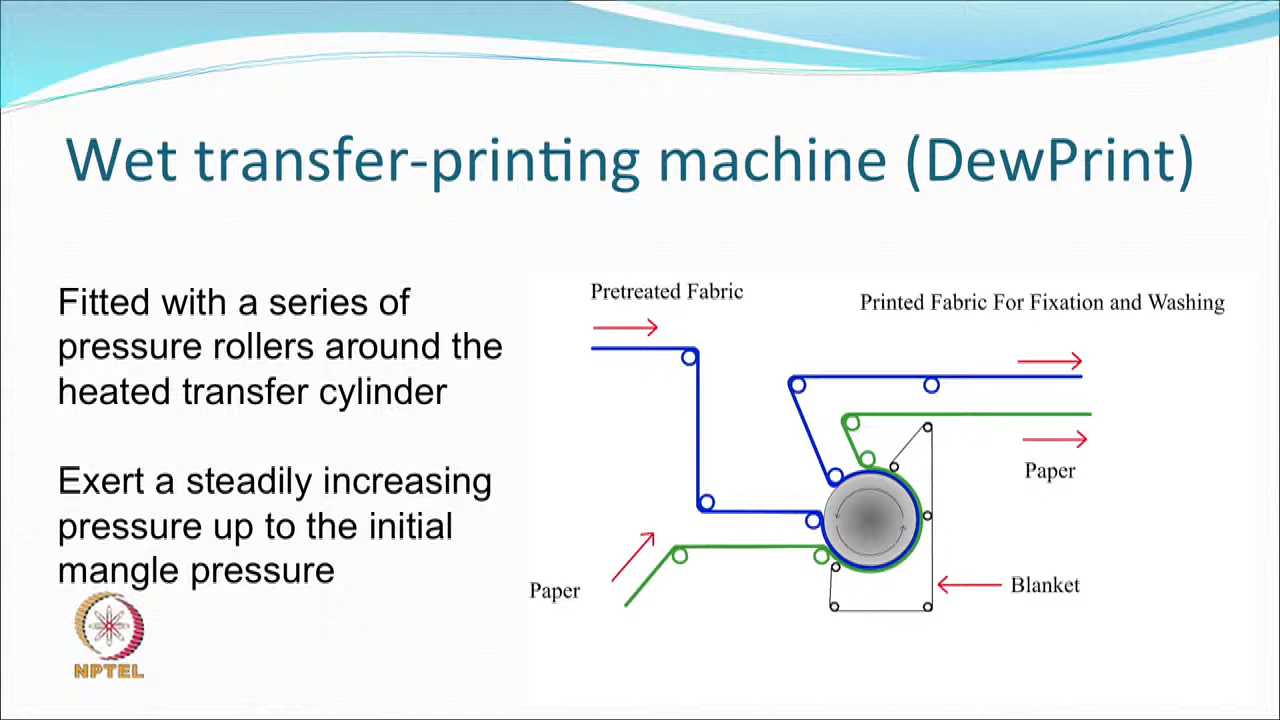 Wet transfer-printing machine (DewPrint)
Fitted with a series of
pressure rollers around the
heated transfer cylinder
Exert a steadily increasing
pressure up to the initial
mangle pressure
Pretreated Fabric
Printed Fabric For Fixation and Washing
Paper
Paper
Blanket
NPTEL